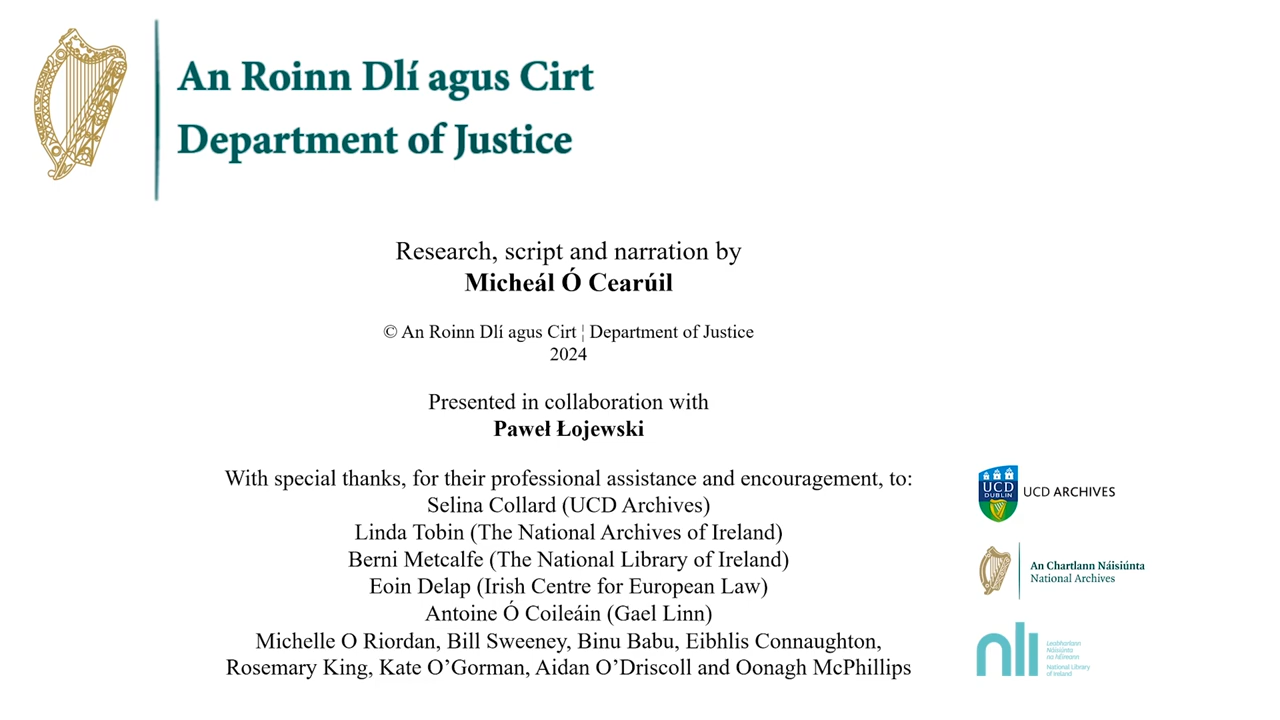 An Roinn Dlí agus Cirt
Department of Justice
Research, script and narration by
Micheál Ó Cearúil
© An Roinn Dlí agus Cirt ¦ Department of Justice
2024
Presented in collaboration with
Paweł Łojewski
With special thanks, for their professional assistance and encouragement, to:
Selina Collard (UCD Archives)
Linda Tobin (The National Archives of Ireland)
Berni Metcalfe (The National Library of Ireland)
Eoin Delap (Irish Centre for European Law)
Antoine Ó Coileáin (Gael Linn)
Michelle O Riordan, Bill Sweeney, Binu Babu, Eibhlis Connaughton,
Rosemary King, Kate O’Gorman, Aidan O’Driscoll and Oonagh McPhillips
UCD
DUBLIN
UCD ARCHIVES
An Chartlann Náisiúnta
National Archives
nli
Leabharlann
Náisiúnta
na hÉireann
National Library
of Ireland